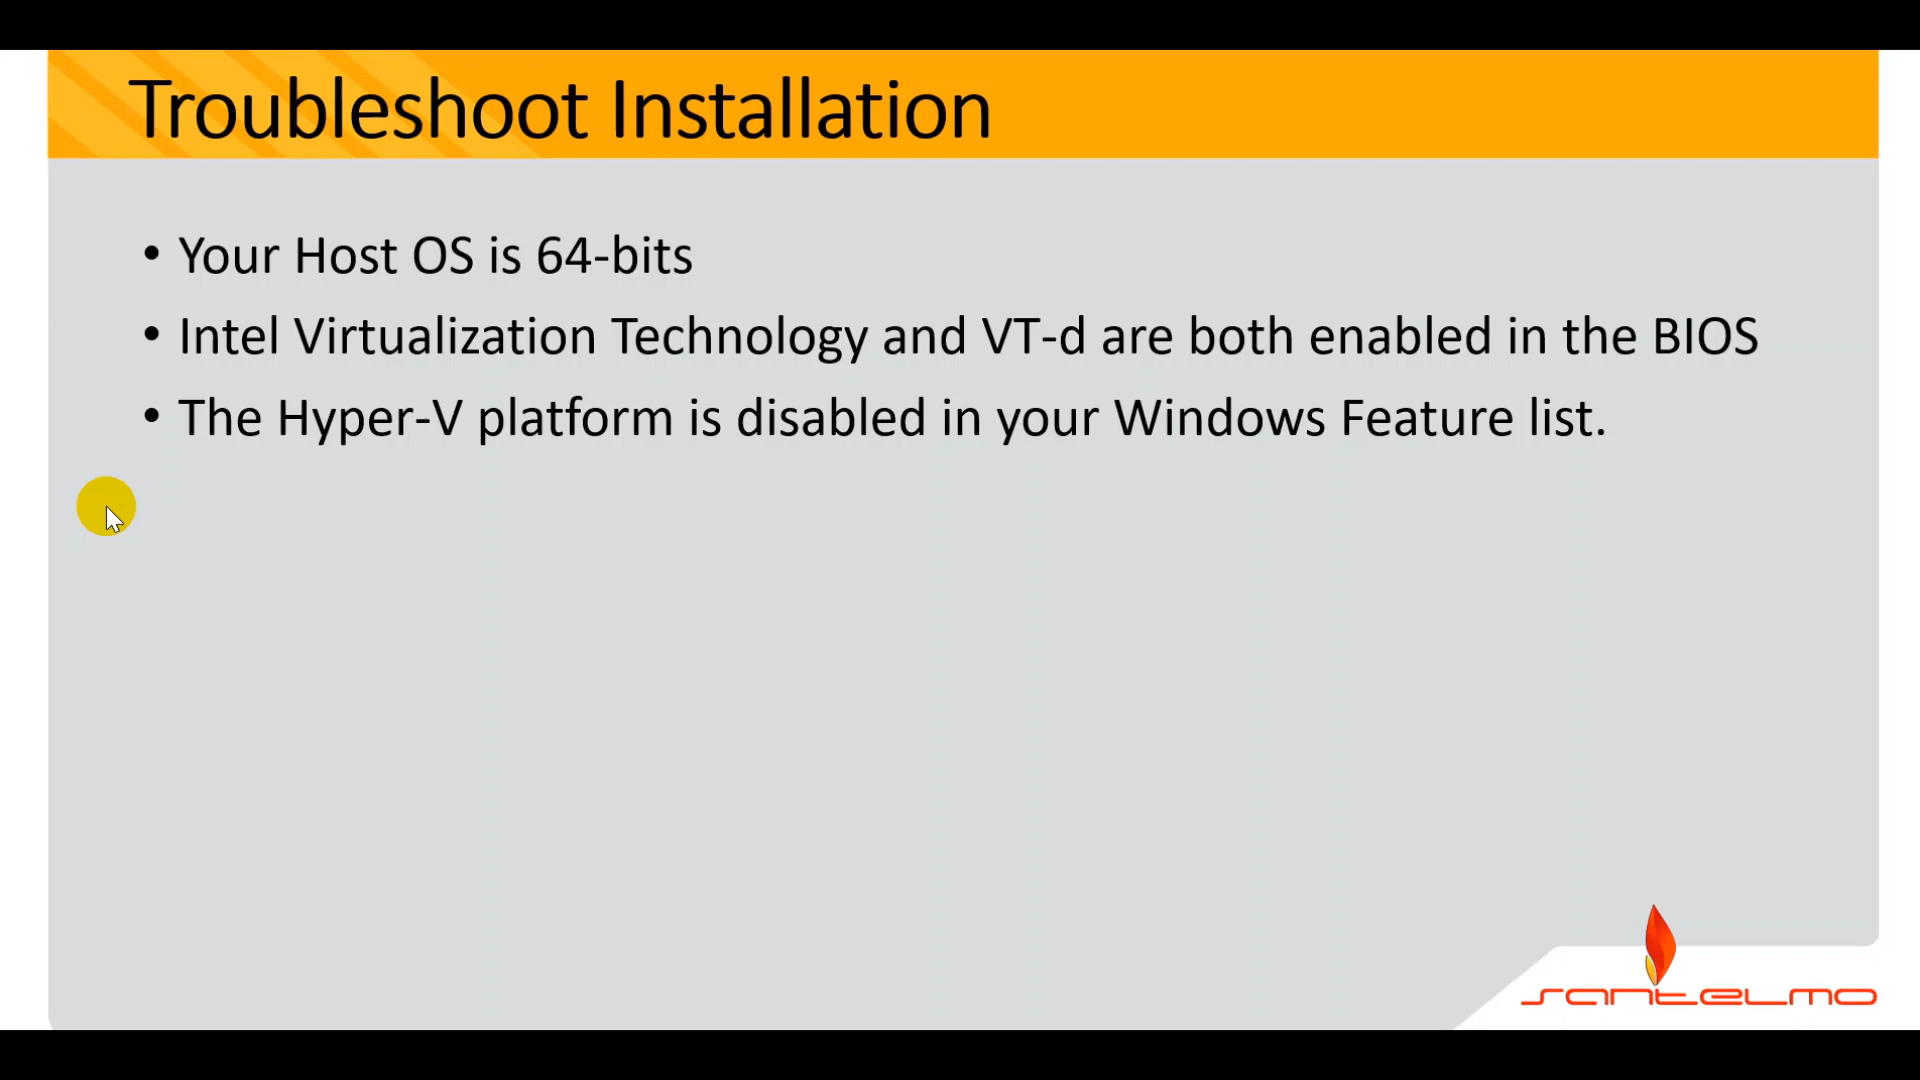 Troubleshoot Installation
• Your Host OS is 64-bits
• Intel Virtualization Technology and VT-d are both enabled in the BIOS
• The Hyper-V platform is disabled in your Windows Feature list.
santelmo